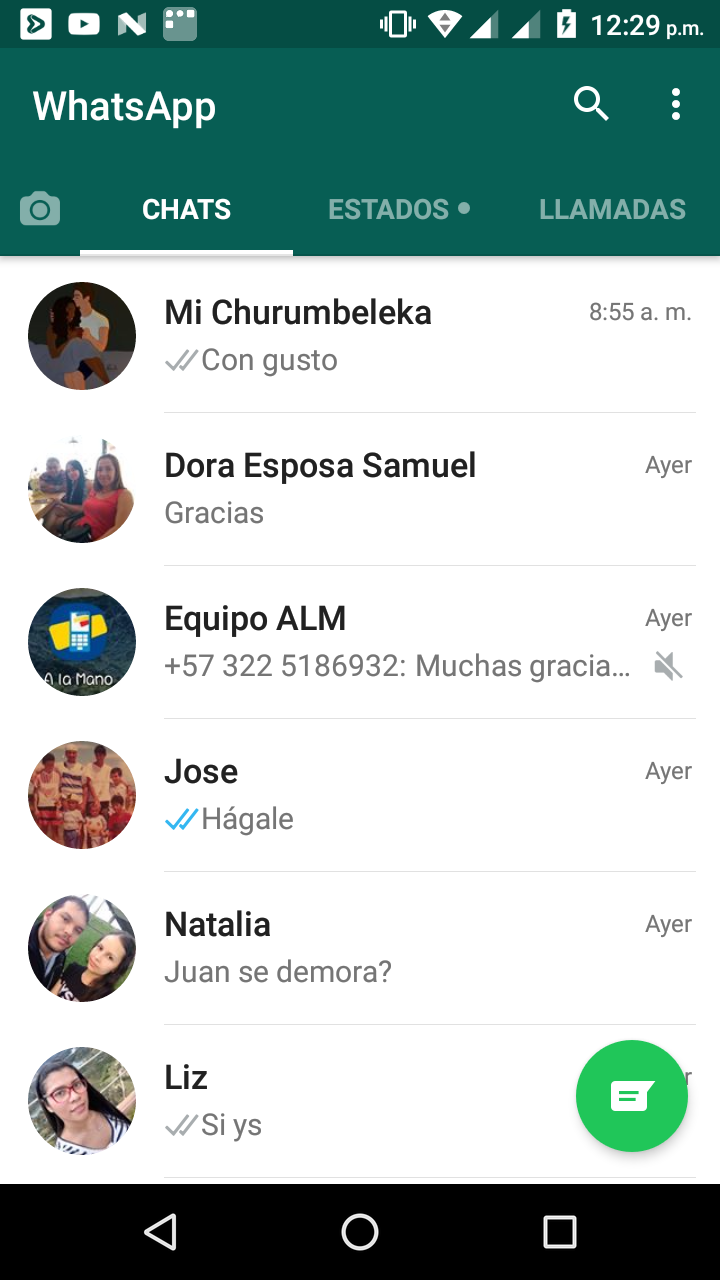 12:29 p.m.
WhatsApp
CHATS
ESTADOS
LLAMADAS
Mi Churumbeleka
8:55 a. m.
Con gusto
Dora Esposa Samuel
Ayer
Gracias
Equipo ALM
Ayer
+57 322 5186932: Muchas gracia...
A la Mano
Jose
Ayer
Hágale
Natalia
Ayer
Juan se demora?
Liz
Si ys